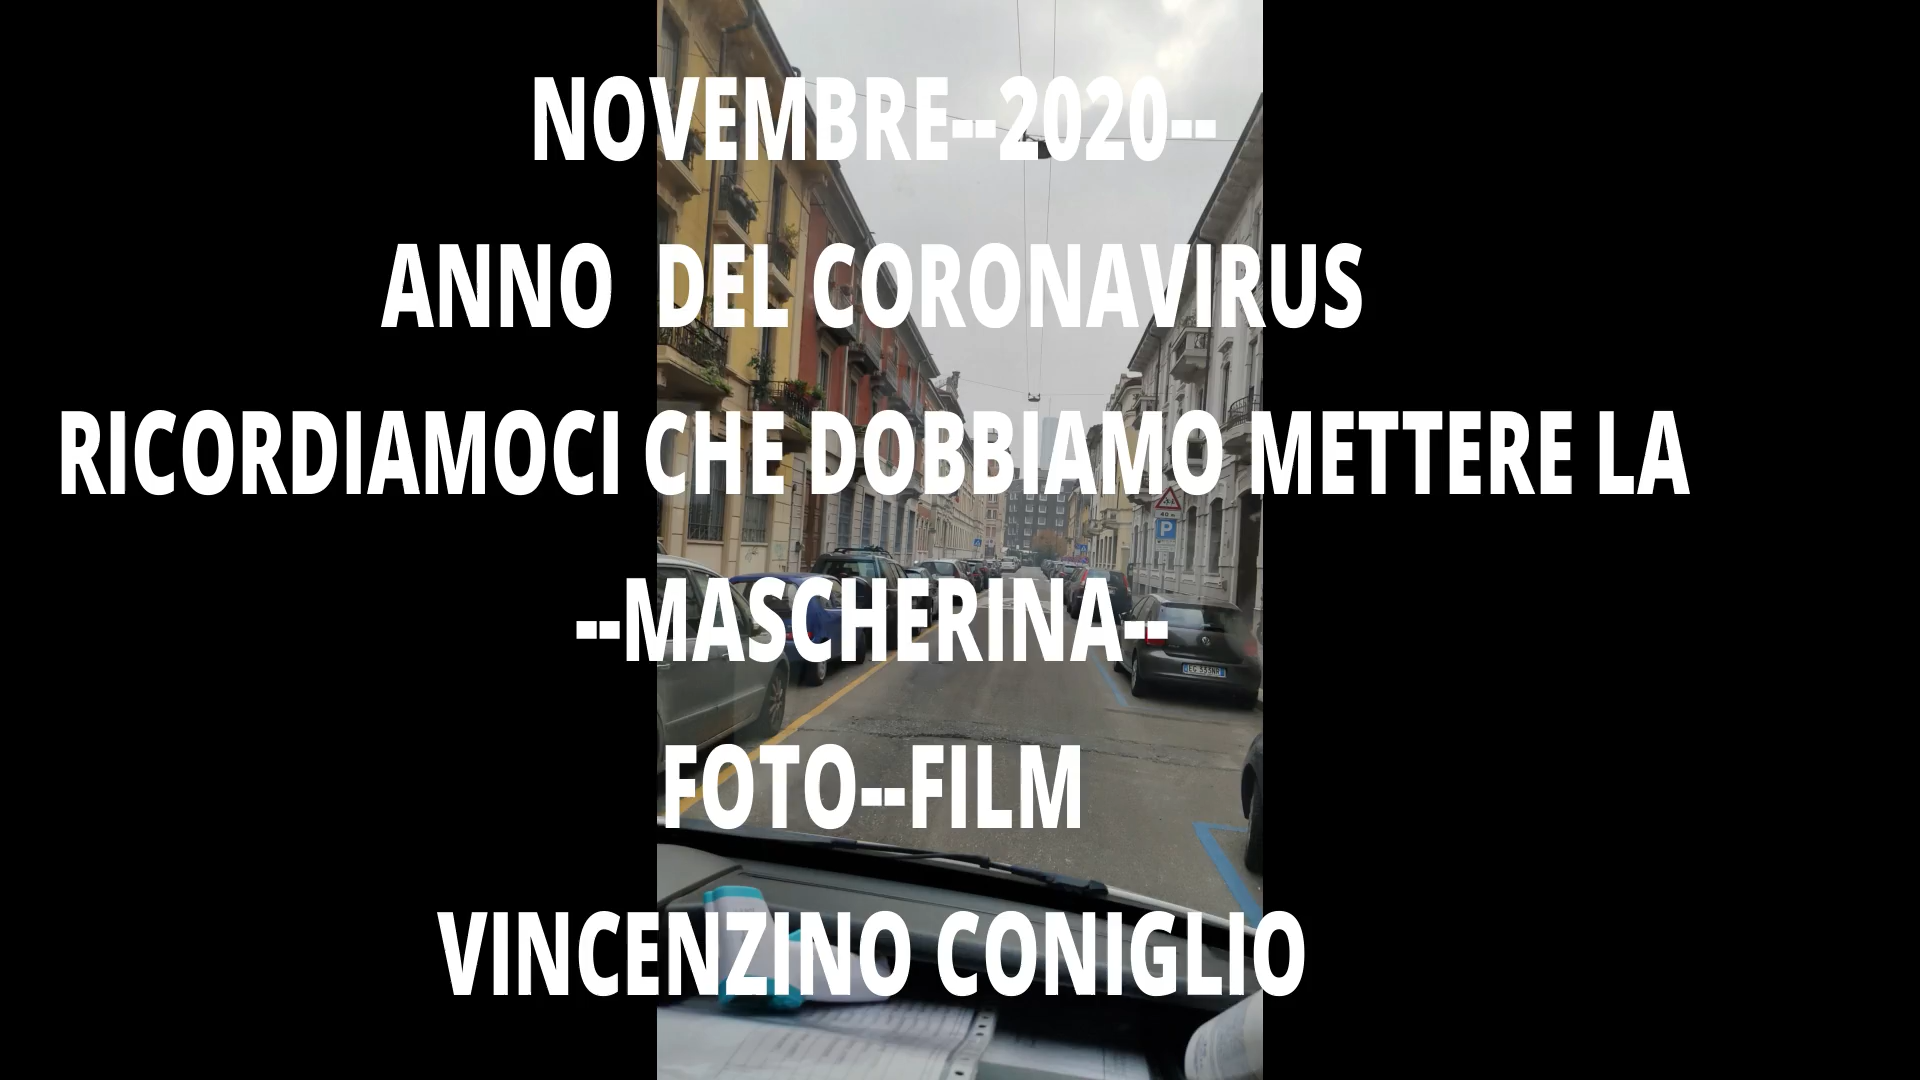 NOVEMBRE--2020--
ANNO DEL CORONAVIRUS
RICORDIAMOCI CHE DOBBIAMO METTERE LA
--MASCHERINA--
FOTO--FILM
VINCENZINO CONIGLIO
P